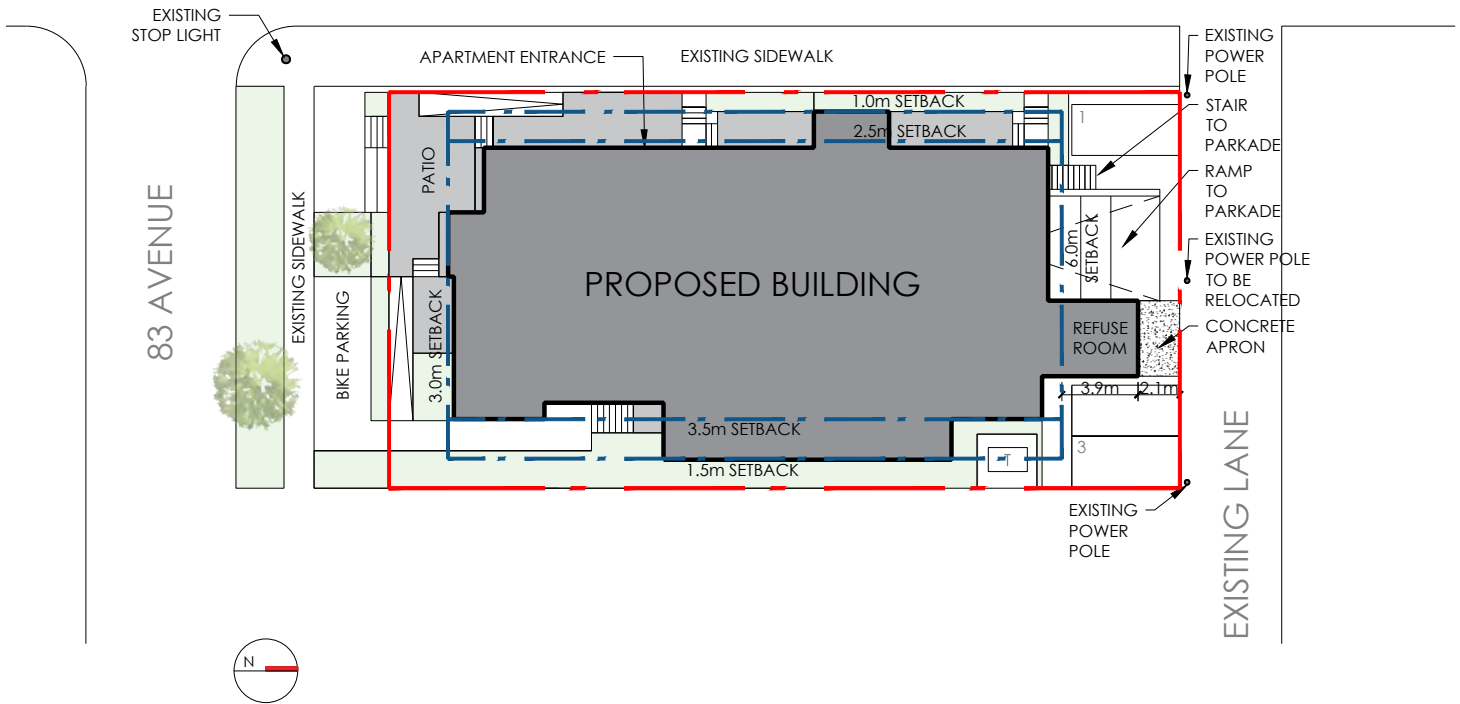 EXISTING
STOP LIGHT
APARTMENT ENTRANCE
EXISTING SIDEWALK
EXISTING
POWER
POLE
STAIR
TO
PARKADE
RAMP
TO
PARKADE
EXISTING
POWER POLE
TO BE
RELOCATED
CONCRETE
APRON
1.0m SETBACK
2.5m SETBACK
1
PATIO
83 AVENUE
EXISTING SIDEWALK
BIKE PARKING
3.0m SETBACK
PROPOSED BUILDING
6.0m
SETBACK
REFUSE
ROOM
3.9m
2.1m
3.5m SETBACK
1.5m SETBACK
T
3
EXISTING
POWER
POLE
EXISTING LANE
N